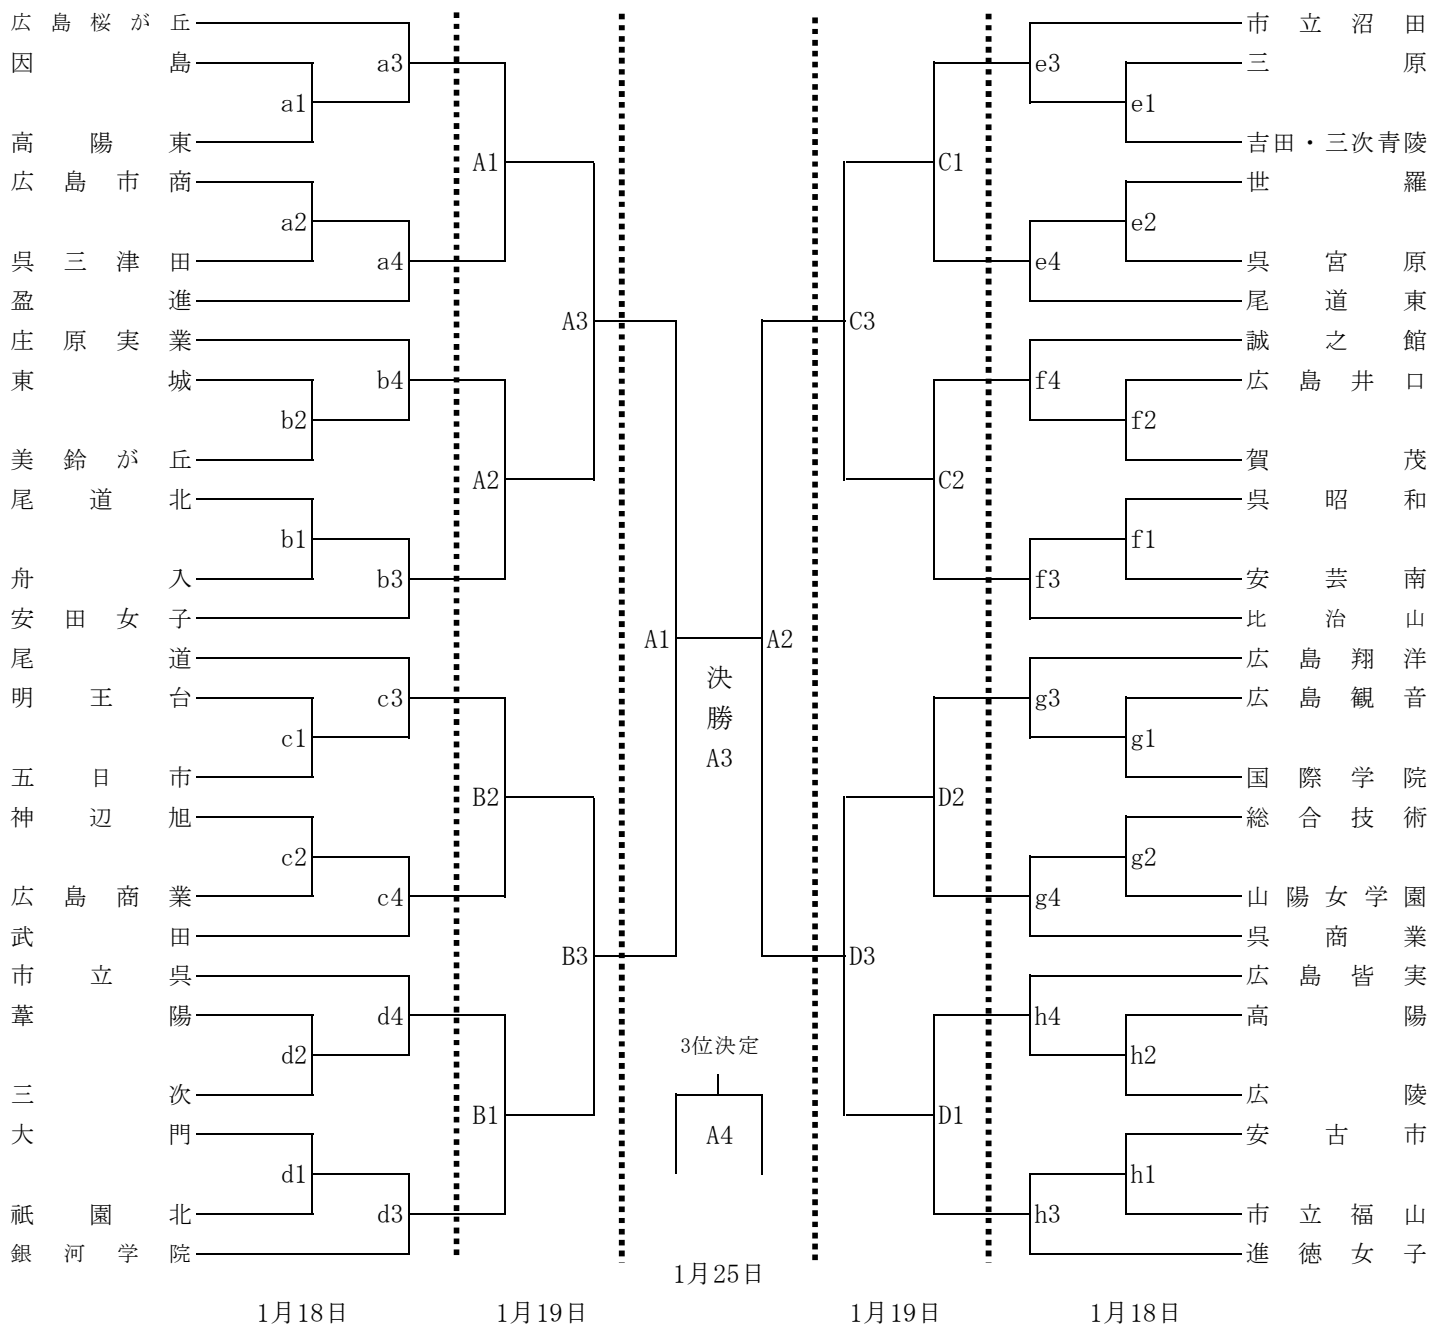 広島桜が丘
因島
高陽東
広島市商
呉三津田
盈進
庄原実業
東城
美鈴が丘
尾道北
舟入
安田女子
尾道
明王台
五日市
神辺旭
広島商業
武田
市立呉
葦陽
三次
大門
祇園北
銀河学院
a1
a2
b2
b1
c1
c2
d2
d1
a3
a4
b4
b3
c3
c4
d4
d3
A1
A2
B2
B1
A3
B3
A1
決勝
A3
A2
3位決定
A4
C3
D3
C1
C2
D2
D1
e3
e4
f4
f3
g3
g4
h4
h3
e1
e2
f2
f1
g1
g2
h2
h1
市立沼田
三原
吉田・三次青陵
世羅
呉宮原
尾道東
誠之館
広島井口
賀茂
呉昭和
安芸南
比治山
広島翔洋
広島観音
国際学院
総合技術
山陽女学園
呉商業
広島皆実
高陽
広陵
安古市
市立福山
進徳女子
1月25日
1月18日
1月19日
1月19日
1月18日